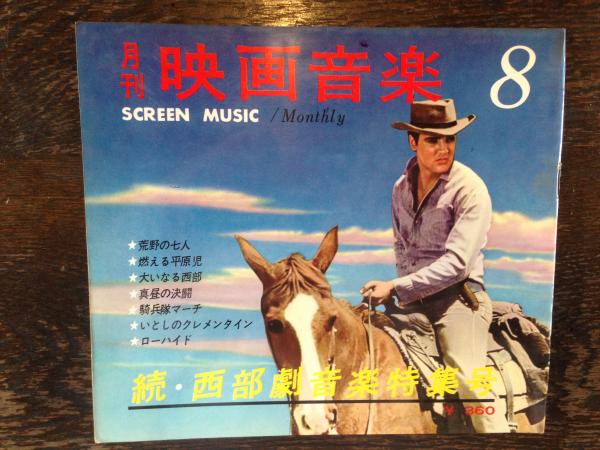 月刊 映画音楽 8
SCREEN MUSIC / Monthly
★荒野の七人
★燃える平原児
★大いなる西部
★真昼の決闘
★騎兵隊マーチ
★いとしのクレメンタイン
★ローハイド
続・西部劇音楽特集号
¥ 360